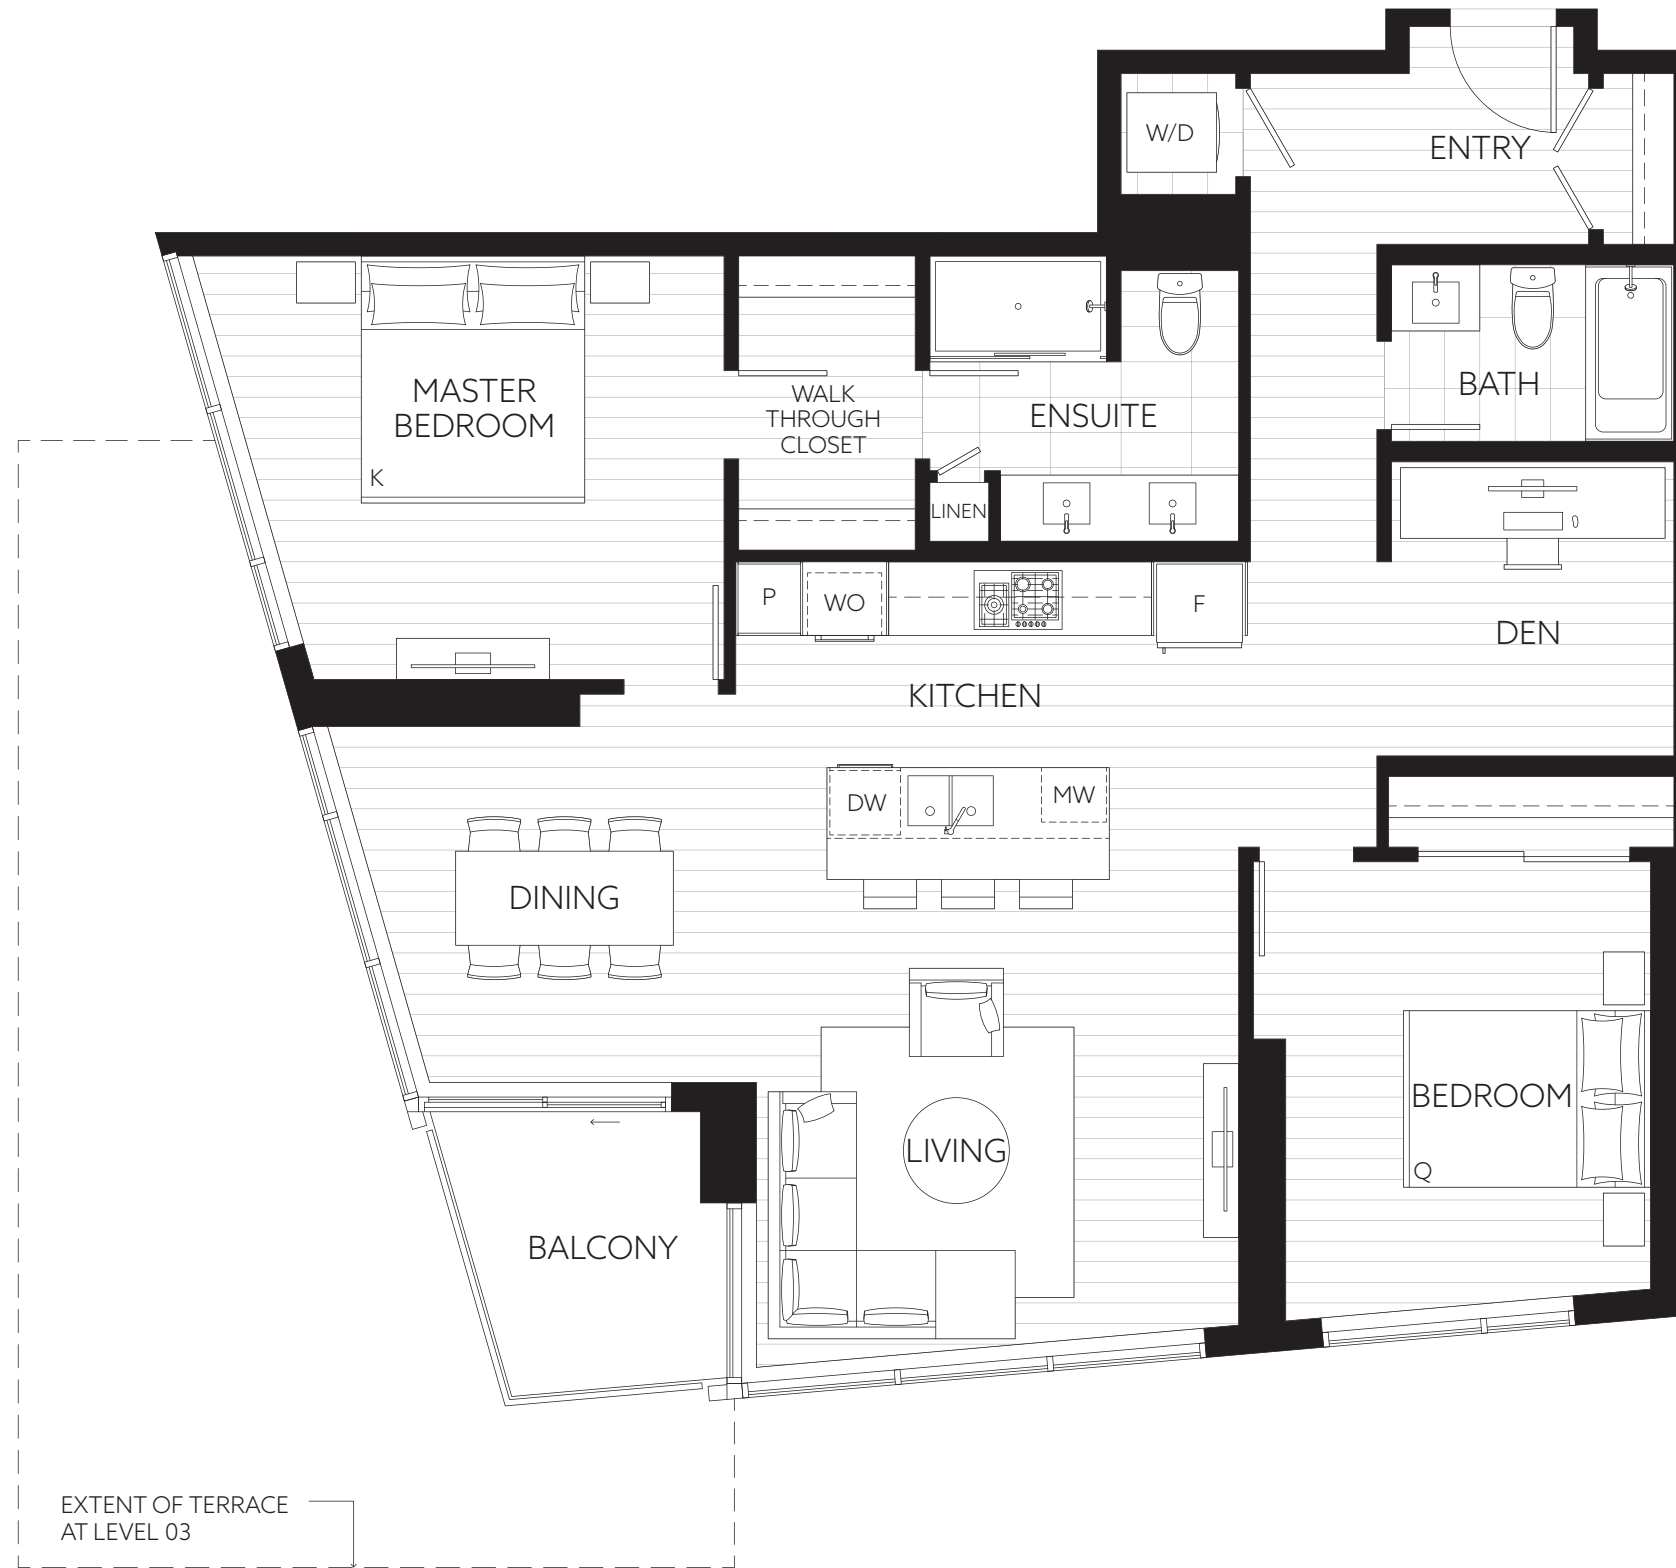 W/D
ENTRY
MASTER
BEDROOM
K
WALK
THROUGH
CLOSET
ENSUITE
BATH
LINEN
P
WO
F
DEN
KITCHEN
DW
MW
DINING
BEDROOM
Q
LIVING
BALCONY
EXTENT OF TERRACE
AT LEVEL 03